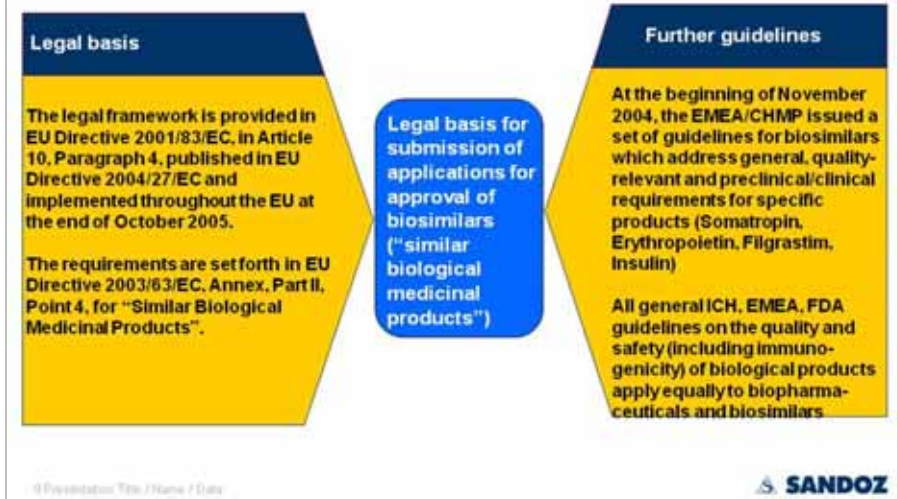 Legal basis
The legal framework is provided in
EU Directive 2001/83/EC, in Article
10, Paragraph 4, published in EU
Directive 2004/27/EC and
implemented throughout the EU at
the end of October 2005.
The requirements are set forth in EU
Directive 2003/63/EC, Annex, Part II,
Point 4, for “Similar Biological
Medicinal Products”.
Legal basis for
submission of
applications for
approval of
biosimilars
(“similar
biological
medicinal
products”)
Further guidelines
At the beginning of November
2004, the EMEA/CHMP issued a
set of guidelines for biosimilars
which address general, quality-
relevant and preclinical/clinical
requirements for specific
products (Somatropin,
Erythropoietin, Filgrastim,
Insulin)
All general ICH, EMEA, FDA
guidelines on the quality and
safety (including immuno-
genicity) of biological products
apply equally to biopharma-
ceuticals and biosimilars
9 Presentation Title / Name / Date
SANDOZ